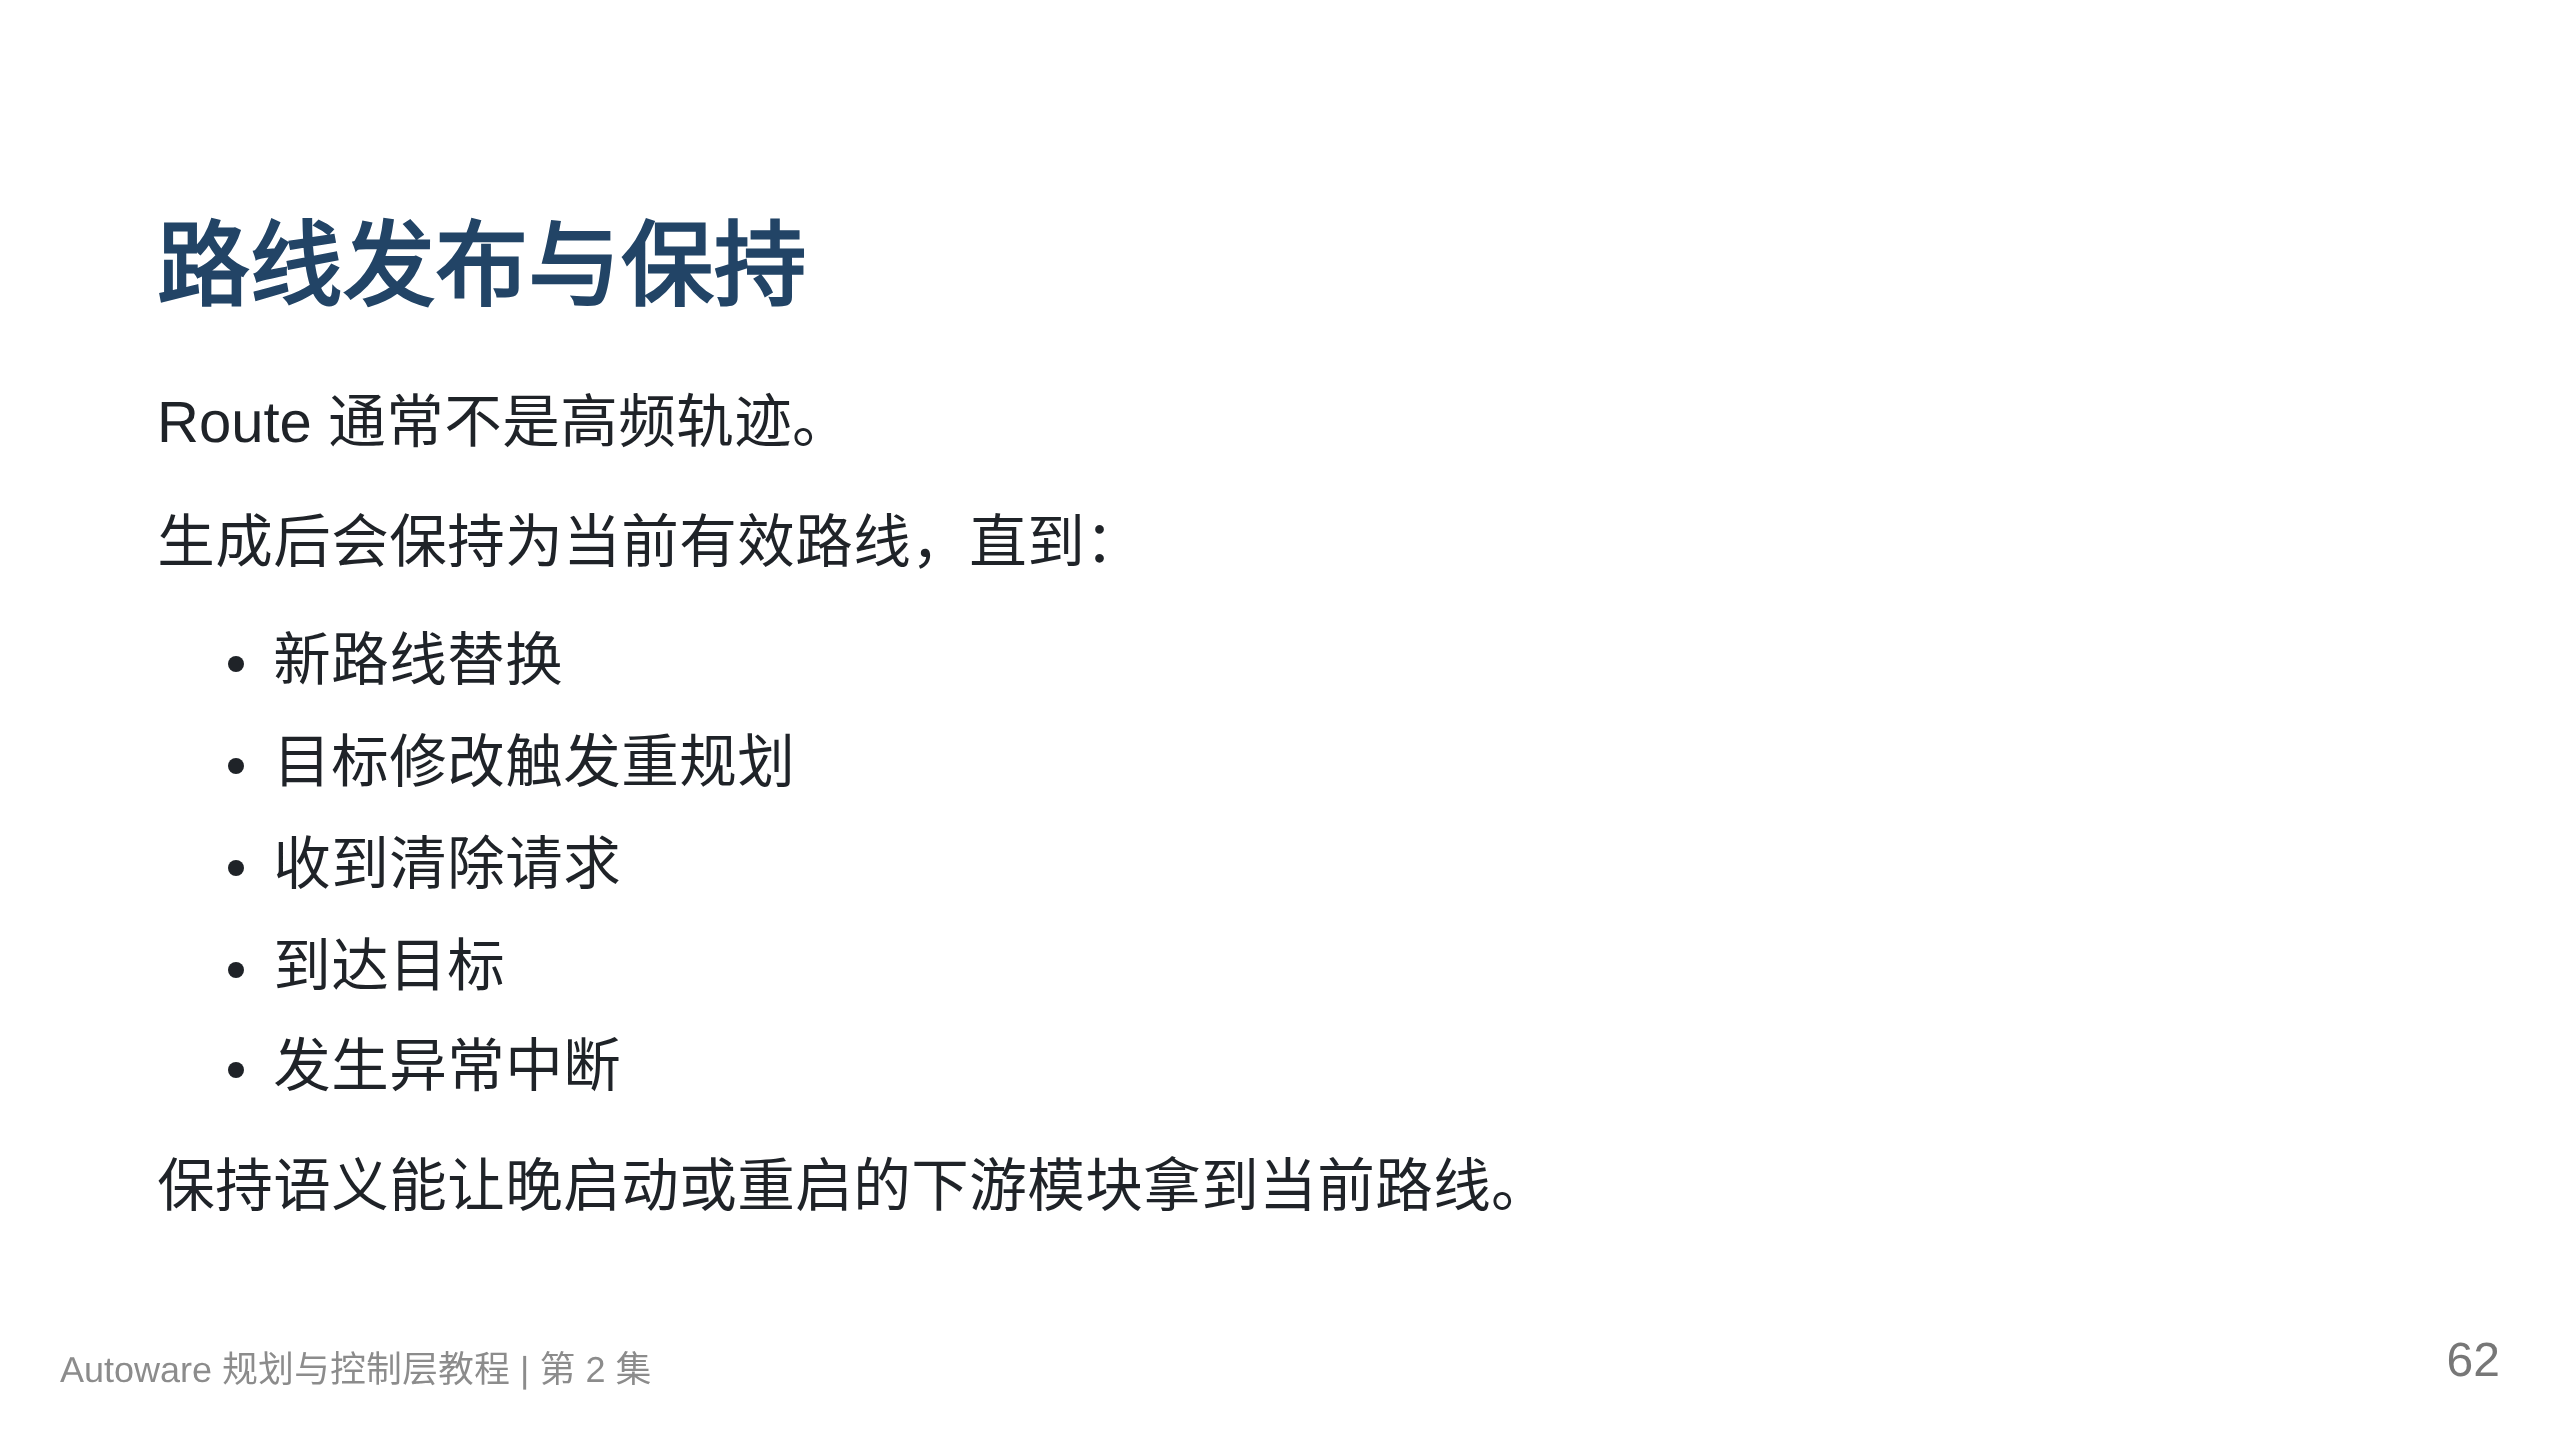 路线发布与保持
Route 通常不是高频轨迹。
生成后会保持为当前有效路线，直到：
• 新路线替换
• 目标修改触发重规划
• 收到清除请求
• 到达目标
• 发生异常中断
保持语义能让晚启动或重启的下游模块拿到当前路线。
Autoware 规划与控制层教程 | 第 2 集
62